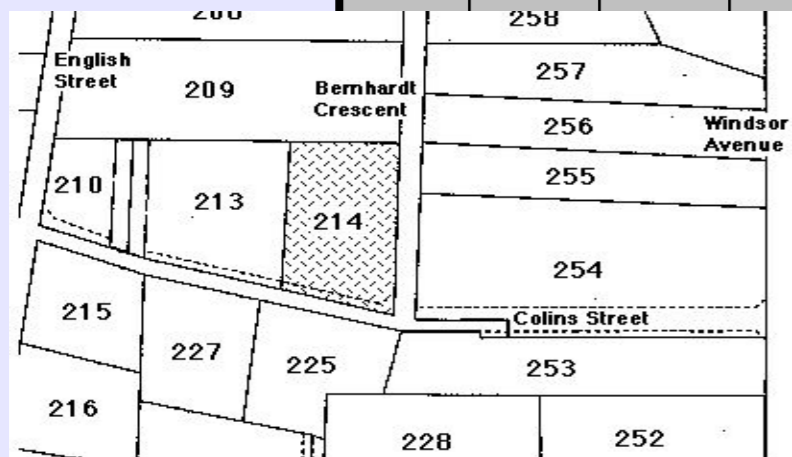 258
English
Street
209
Bernhardt
Crescent
257
256
Windsor
Avenue
210
213
214
255
254
215
227
225
Colins Street
253
216
228
252